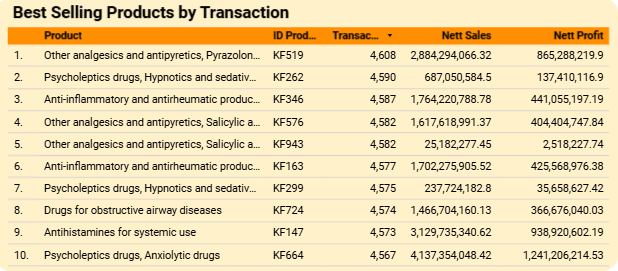 Best Selling Products by Transaction
Product ID Prod... Transac... Nett Sales Nett Profit
1. Other analgesics and antipyretics, Pyrazolon... KF519 4,608 2,884,294,066.32 865,288,219.9
2. Psycholeptics drugs, Hypnotics and sedativ... KF262 4,590 687,050,584.5 137,410,116.9
3. Anti-inflammatory and antirheumatic produc... KF346 4,587 1,764,220,788.78 441,055,197.19
4. Other analgesics and antipyretics, Salicylic a... KF576 4,582 1,617,618,991.37 404,404,747.84
5. Other analgesics and antipyretics, Salicylic a... KF943 4,582 25,182,277.45 2,518,227.74
6. Anti-inflammatory and antirheumatic produc... KF163 4,577 1,702,275,905.52 425,568,976.38
7. Psycholeptics drugs, Hypnotics and sedativ... KF299 4,575 237,724,182.8 35,658,627.42
8. Drugs for obstructive airway diseases KF724 4,574 1,466,704,160.13 366,676,040.03
9. Antihistamines for systemic use KF147 4,573 3,129,735,340.62 938,920,602.19
10. Psycholeptics drugs, Anxiolytic drugs KF664 4,567 4,137,354,048.42 1,241,206,214.53